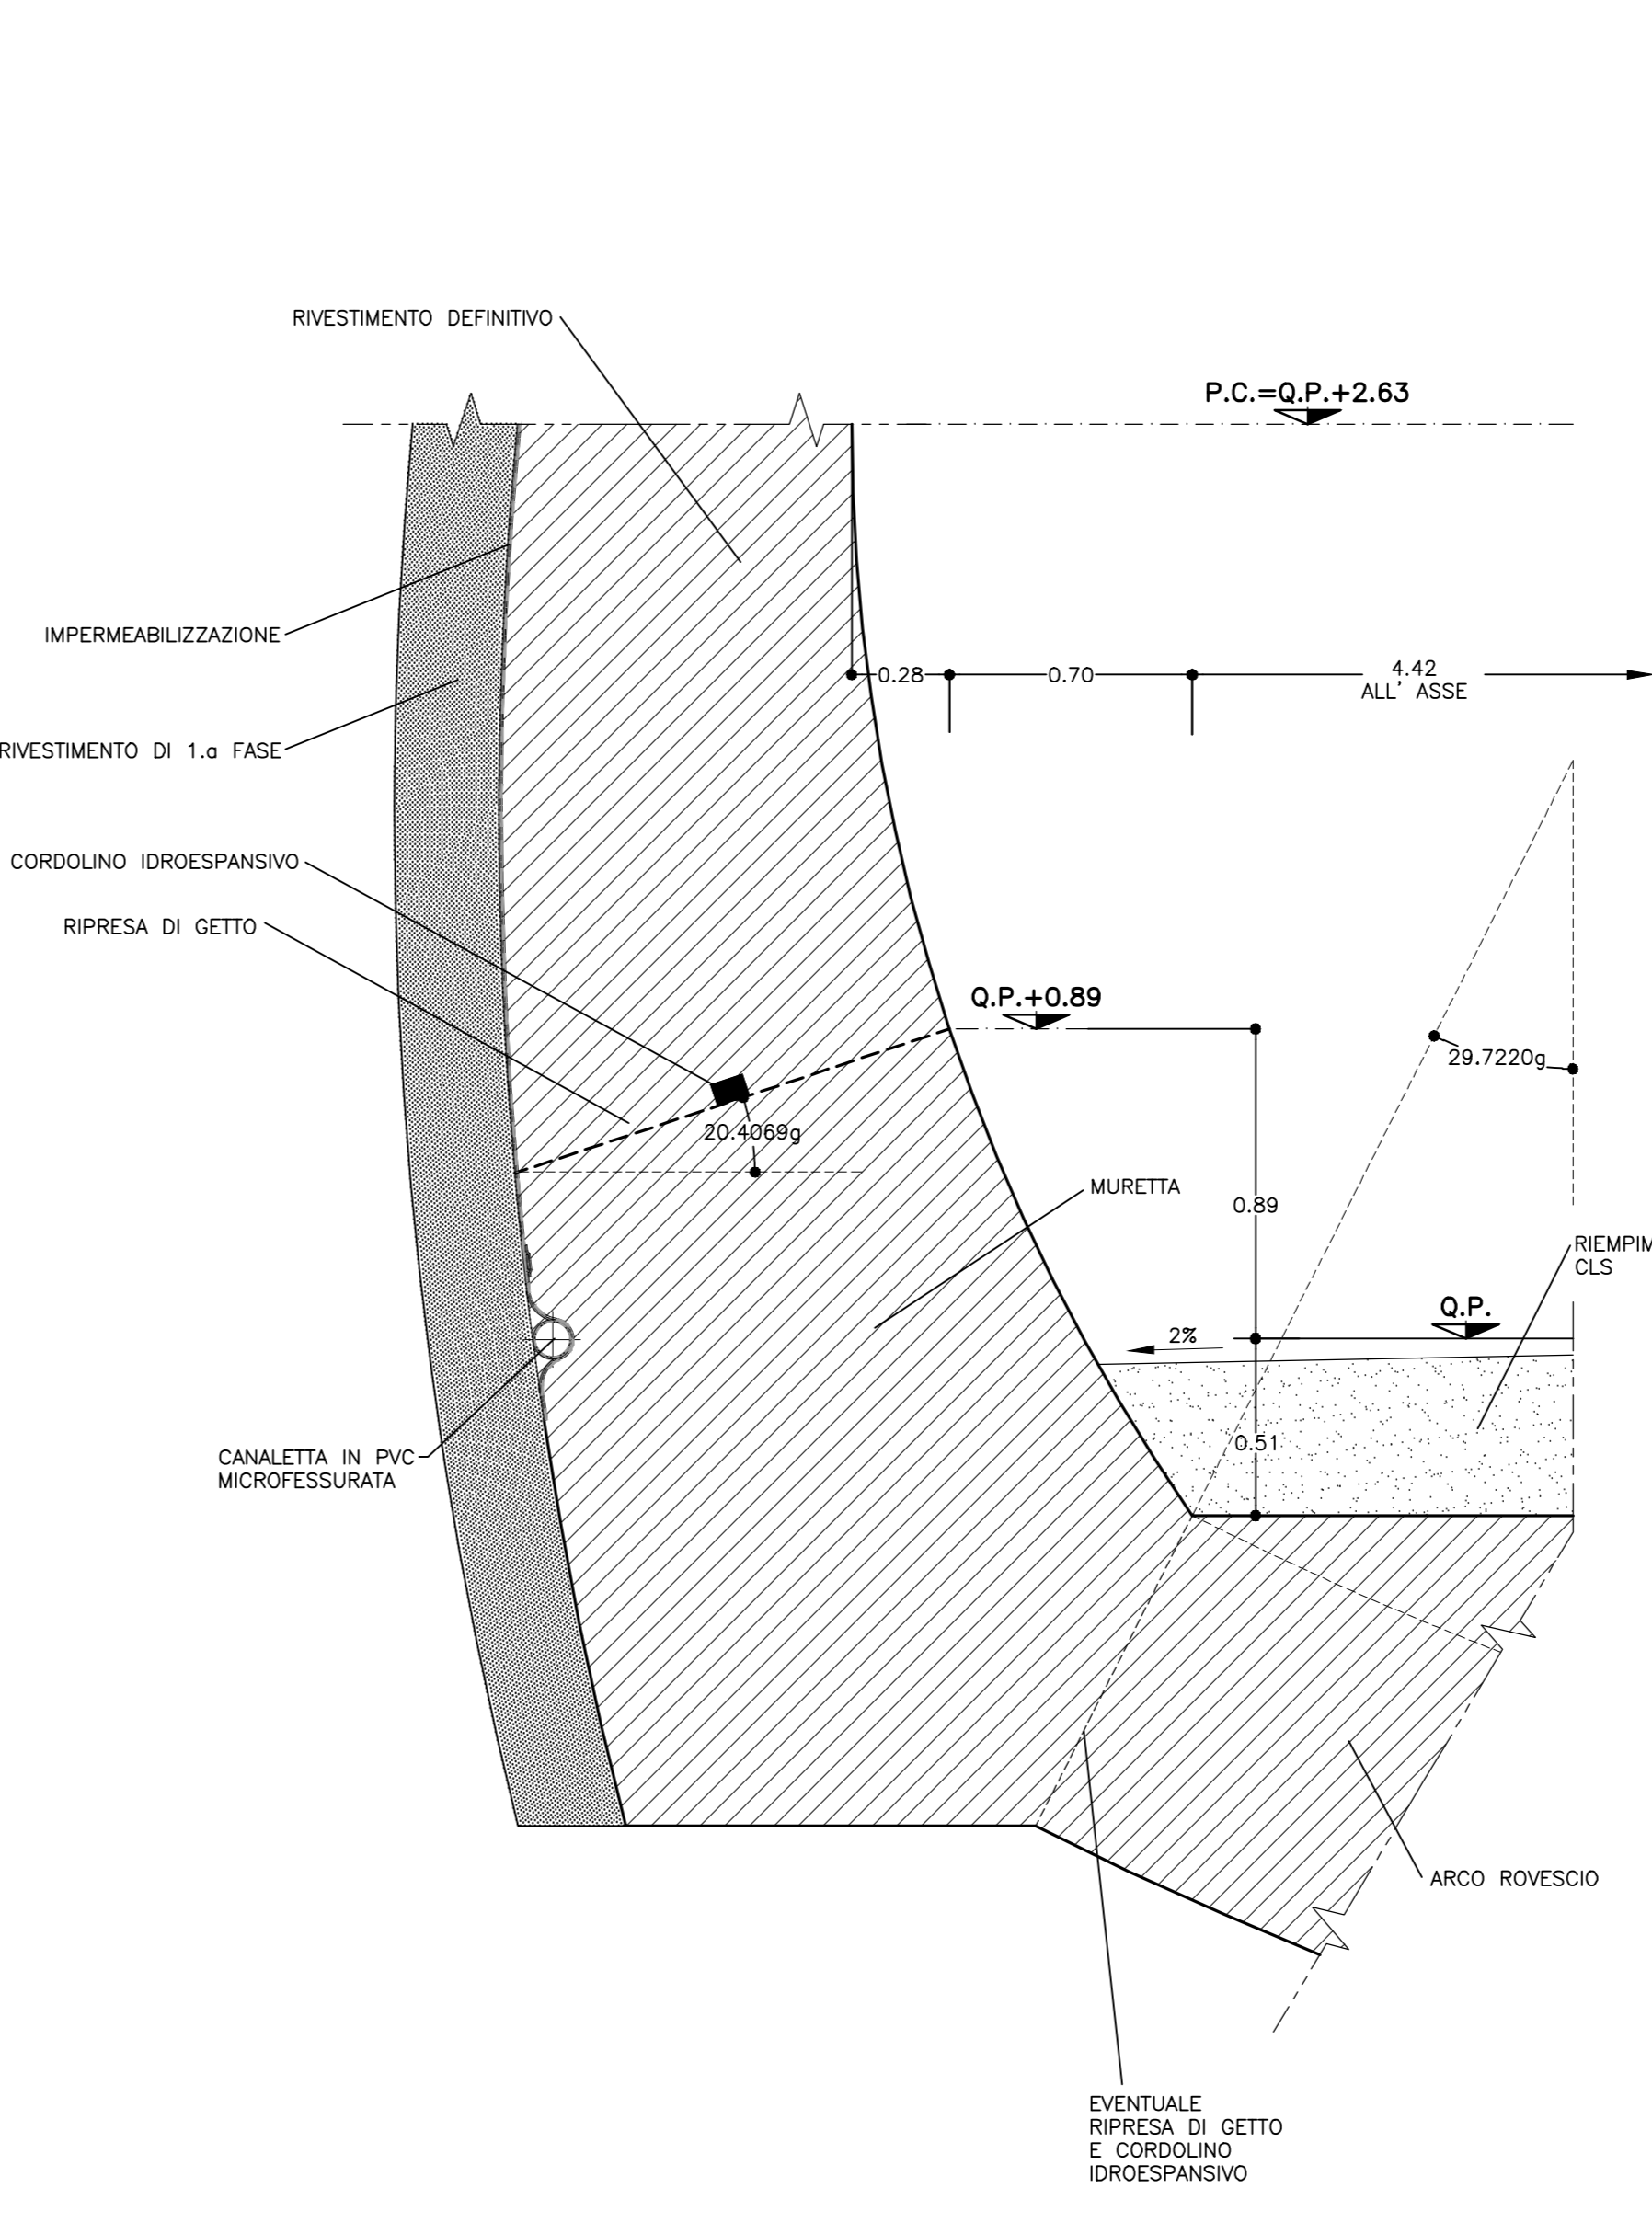 RIVESTIMENTO DEFINITIVO
P.C.=Q.P.+2.63
IMPERMEABILIZZAZIONE
0.28
0.70
4.42
ALL' ASSE
RIVESTIMENTO DI 1.a FASE
CORDOLINO IDROESPANSIVO
RIPRESA DI GETTO
Q.P.+0.89
29.7220g
20.4069g
MURETTA
0.89
RIEMPIM
CLS
Q.P.
2%
0.51
CANALETTA IN PVC
MICROFESSURATA
ARCO ROVESCIO
EVENTUALE
RIPRESA DI GETTO
E CORDOLINO
IDROESPANSIVO